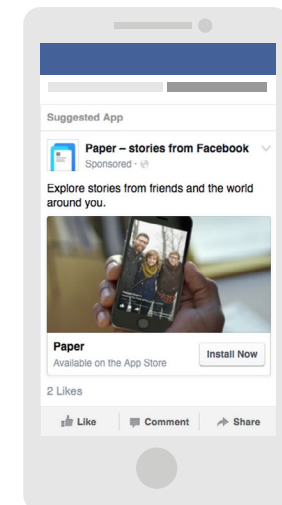 Suggested App
Paper – stories from Facebook
Sponsored ·
Explore stories from friends and the world
around you.
Paper
Available on the App Store
Install Now
2 Likes
Like Comment Share